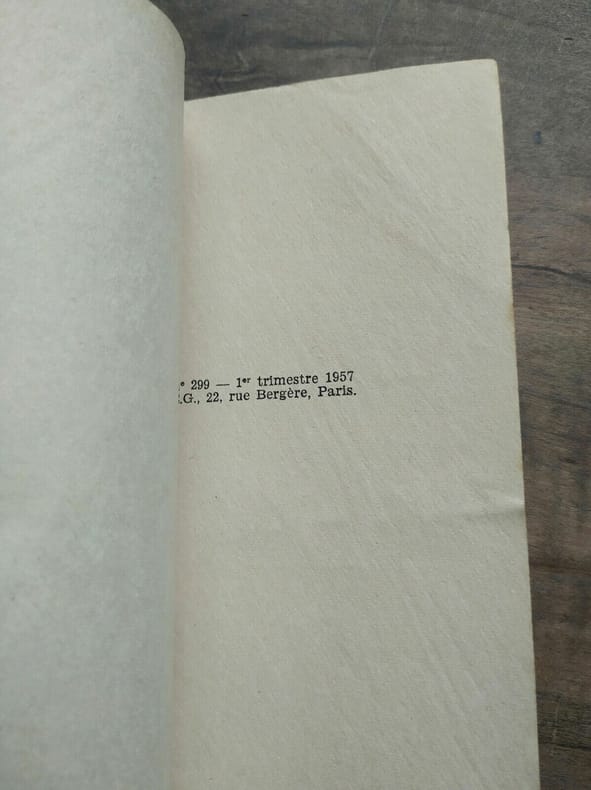 299 — 1er trimestre 1957
.G., 22, rue Bergère, Paris.